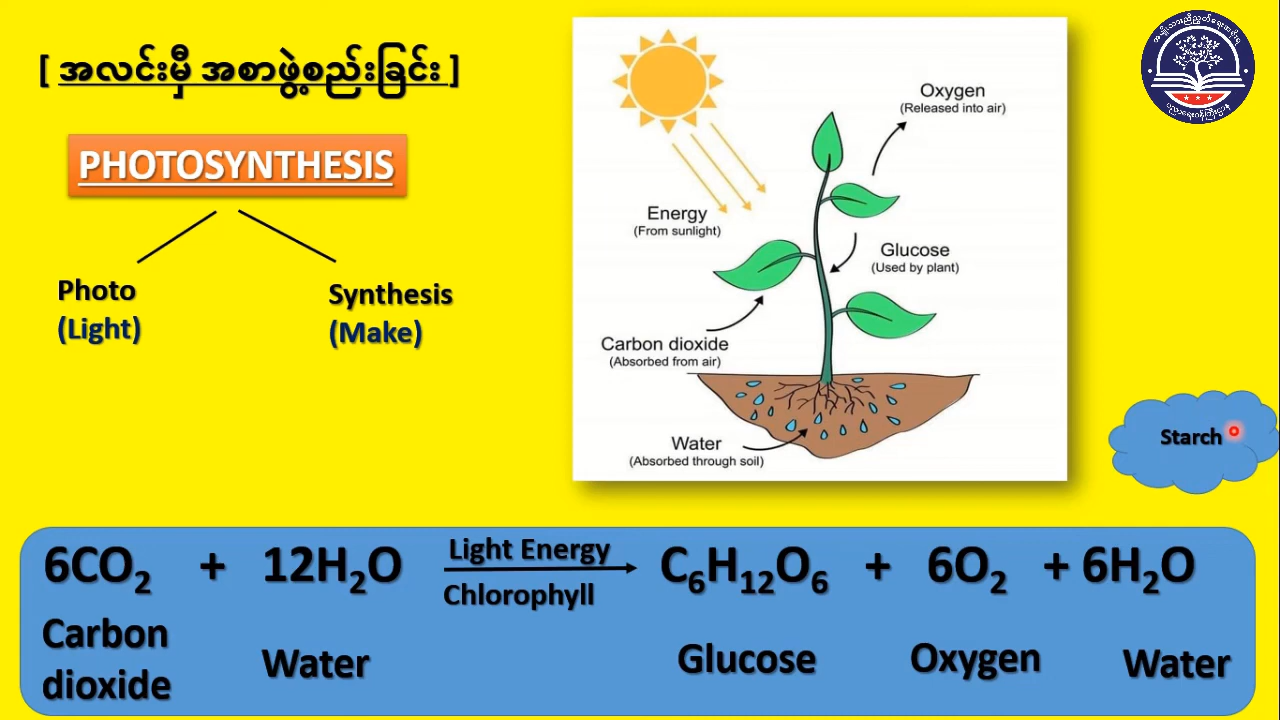 [ အလင်းမှီ အစာဖွဲ့စည်းခြင်း ]
PHOTOSYNTHESIS
Photo
(Light)
Synthesis
(Make)
Oxygen
(Released into air)
Energy
(From sunlight)
Glucose
(Used by plant)
Carbon dioxide
(Absorbed from air)
Water
(Absorbed through soil)
Starch
6CO₂ + 12H₂O Light Energy C₆H₁₂O₆ + 6O₂ + 6H₂O
Chlorophyll
Carbon
dioxide
Water
Glucose
Oxygen
Water